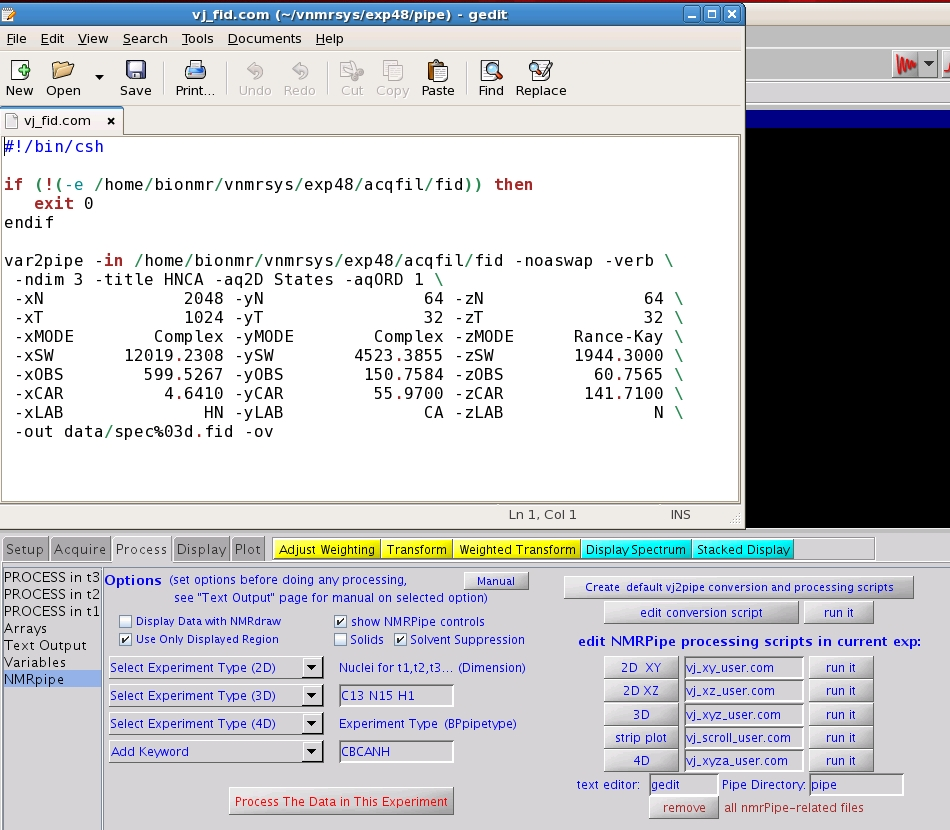 vj_fid.com (~/vnmrsys/exp48/pipe) - gedit
File Edit View Search Tools Documents Help
New Open Save Print... Undo Redo Cut Copy Paste Find Replace
vj_fid.com
#!/bin/csh
if (!(-e /home/bionmr/vnmrsys/exp48/acqfil/fid)) then
exit 0
endif
var2pipe -in /home/bionmr/vnmrsys/exp48/acqfil/fid -noaswap -verb \
-ndim 3 -title HNCA -aq2D States -aqORD 1 \
-xN 2048 -yN 64 -zN 64 \
-xT 1024 -yT 32 -zT 32 \
-xMODE Complex -yMODE Complex -zMODE Rance-Kay \
-xSW 12019.2308 -ySW 4523.3855 -zSW 1944.3000 \
-xOBS 599.5267 -yOBS 150.7584 -zOBS 60.7565 \
-xCAR 4.6410 -yCAR 55.9700 -zCAR 141.7100 \
-xLAB HN -yLAB CA -zLAB N \
-out data/spec%03d.fid -ov
Ln 1, Col 1 INS
Setup Acquire Process Display Plot Adjust Weighting Transform Weighted Transform Display Spectrum Stacked Display
PROCESS in t3
PROCESS in t2
PROCESS in t1
Arrays
Text Output
Variables
NMRpipe
Options (set options before doing any processing, Manual
see "Text Output" page for manual on selected option)
Display Data with NMRdraw show NMRPipe controls
Use Only Displayed Region Solids Solvent Suppression
Select Experiment Type (2D) Nuclei for t1,t2,t3... (Dimension)
Select Experiment Type (3D) C13 N15 H1
Select Experiment Type (4D) Experiment Type (BPpipetype)
Add Keyword CBCANH
Process The Data in This Experiment
Create default vj2pipe conversion and processing scripts
edit conversion script run it
edit NMRPipe processing scripts in current exp:
2D XY vj_xy_user.com run it
2D XZ vj_xz_user.com run it
3D vj_xyz_user.com run it
strip plot vj_scroll_user.com run it
4D vj_xyza_user.com run it
text editor: gedit Pipe Directory: pipe
remove all nmrPipe-related files